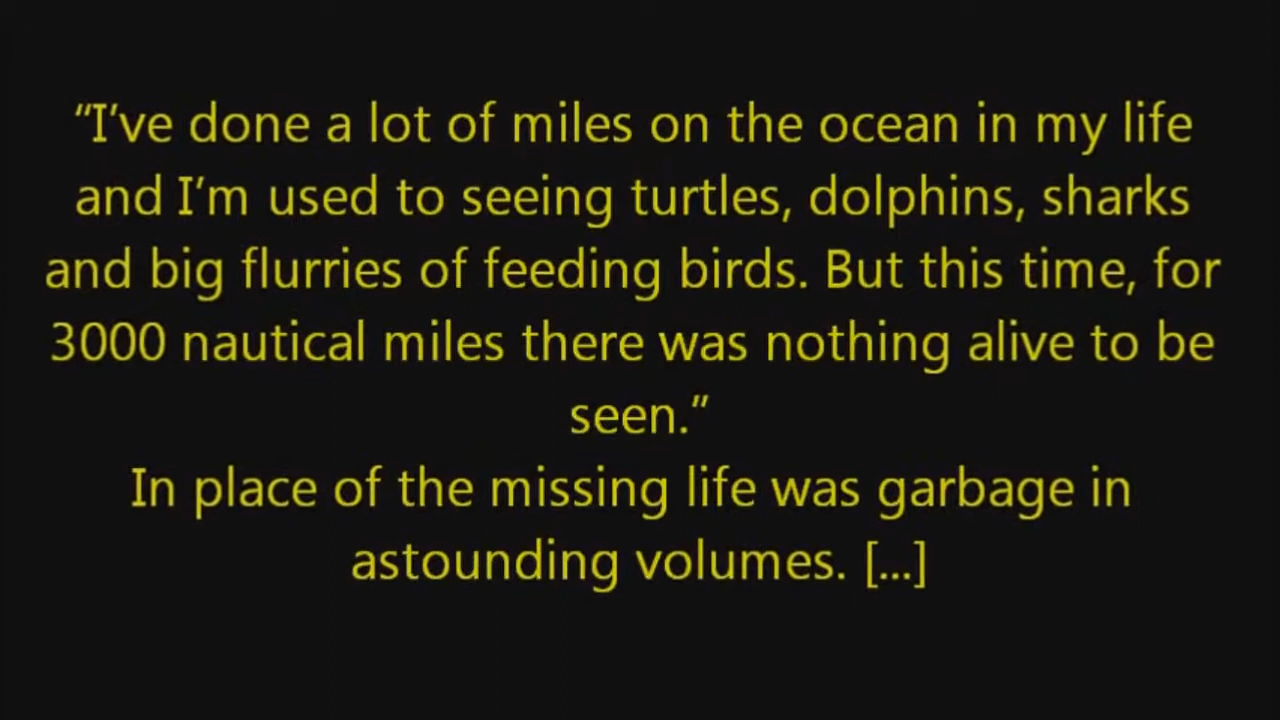 “I’ve done a lot of miles on the ocean in my life
and I’m used to seeing turtles, dolphins, sharks
and big flurries of feeding birds. But this time, for
3000 nautical miles there was nothing alive to be
seen.”
In place of the missing life was garbage in
astounding volumes. [...]